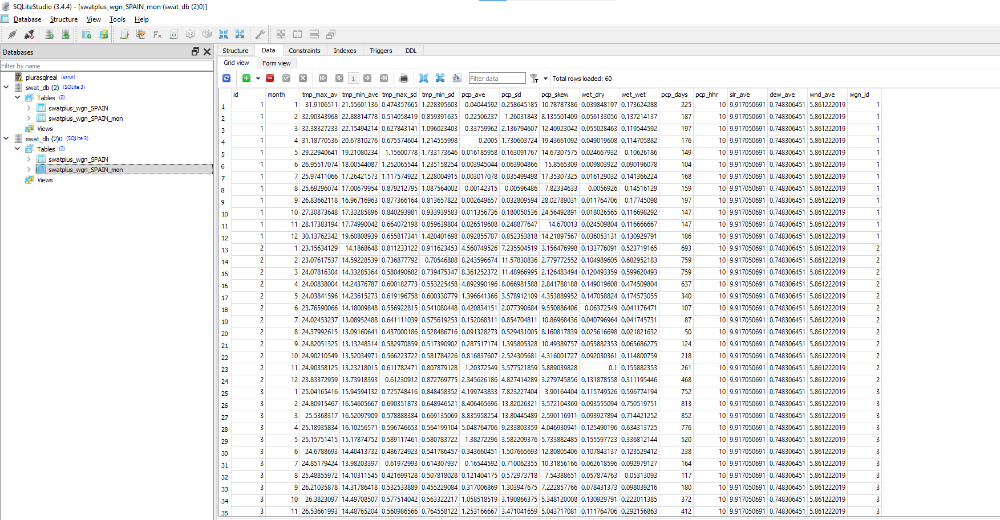 SQLiteStudio (3.4.4) - [swatplus_wgn_SPAIN_mon (swat_db (2)0)]
Database Structure View Tools Help
Databases
Filter by name
piurasqlreal (error)
swat_db (2) (SQLite 3)
Tables (2)
swatplus_wgn_SPAIN
swatplus_wgn_SPAIN_mon
Views
swat_db (2)0 (SQLite 3)
Tables (2)
swatplus_wgn_SPAIN
swatplus_wgn_SPAIN_mon
Views
Structure Data Constraints Indexes Triggers DDL
Grid view Form view
1 Filter data Total rows loaded: 60
id month tmp_max_av tmp_min_ave tmp_max_sd tmp_min_sd pcp_ave pcp_sd pcp_skew wet_dry wet_wet pcp_days pcp_hhr slr_ave dew_ave wnd_ave wgn_id
1 1 1 31.9106511 21.55601136 0.474357665 1.228395603 0.04044592 0.258645185 10.78787386 0.039848197 0.173624288 225 10 9.917050691 0.748306451 5.861222019 1
2 1 2 32.90343968 22.88814778 0.514058419 0.859391635 0.22506237 1.26031843 8.135501409 0.056133056 0.137214137 187 10 9.917050691 0.748306451 5.861222019 1
3 1 3 32.38327233 22.15494214 0.627843141 1.096023403 0.33759962 2.136794607 12.40923042 0.055028463 0.119544592 197 10 9.917050691 0.748306451 5.861222019 1
4 1 4 31.18770536 20.67810276 0.675574604 1.214555998 0.2005 1.730603724 19.43661092 0.049019608 0.114705882 176 10 9.917050691 0.748306451 5.861222019 1
5 1 5 29.22940641 19.21080234 1.15600778 1.733173646 0.016185958 0.163091767 14.67307575 0.024667932 0.10626186 149 10 9.917050691 0.748306451 5.861222019 1
6 1 6 26.95517074 18.00544087 1.252065544 1.235158254 0.003945044 0.063904866 15.8565309 0.009803922 0.090196078 104 10 9.917050691 0.748306451 5.861222019 1
7 1 7 25.97411066 17.26421573 1.117574922 1.228004915 0.003017078 0.035499498 17.35307325 0.016129032 0.141366224 168 10 9.917050691 0.748306451 5.861222019 1
8 1 8 25.69296074 17.00679954 0.879212795 1.087564002 0.00142315 0.00596486 7.82334633 0.0056926 0.14516129 159 10 9.917050691 0.748306451 5.861222019 1
9 1 9 26.83662118 16.96716963 0.877366164 0.813657822 0.002649657 0.032809594 28.02789031 0.011764706 0.17745098 197 10 9.917050691 0.748306451 5.861222019 1
10 1 10 27.30873648 17.33285896 0.840293981 0.933939583 0.011356736 0.180050536 24.56492891 0.018026565 0.116698292 147 10 9.917050691 0.748306451 5.861222019 1
11 1 11 28.17383194 17.74990042 0.664072198 0.859639804 0.026519608 0.248877647 14.670013 0.024509804 0.116666667 147 10 9.917050691 0.748306451 5.861222019 1
12 1 12 30.13762342 19.60808939 0.655817341 1.420401698 0.092855787 0.852353818 14.21897567 0.036053131 0.130929791 186 10 9.917050691 0.748306451 5.861222019 1
13 2 1 23.15634129 14.1868648 0.811233122 0.911623453 4.560749526 7.235504519 3.156476998 0.133776091 0.523719165 693 10 9.917050691 0.748306451 5.861222019 2
14 2 2 23.07617537 14.59228539 0.736877792 0.70546888 8.243596674 11.57830836 2.779772552 0.104989605 0.682952183 759 10 9.917050691 0.748306451 5.861222019 2
15 2 3 24.07816304 14.33285364 0.580490682 0.739475347 8.361252372 11.48966995 2.126483494 0.120493359 0.599620493 759 10 9.917050691 0.748306451 5.861222019 2
16 2 4 24.00838004 14.24376787 0.600182773 0.553225458 4.892990196 8.066981588 2.841788188 0.149019608 0.474509804 637 10 9.917050691 0.748306451 5.861222019 2
17 2 5 24.03841596 14.23615273 0.619196758 0.600330779 1.396641366 3.578912109 4.353889952 0.147058824 0.174573055 340 10 9.917050691 0.748306451 5.861222019 2
18 2 6 23.76590066 14.18009848 0.556922815 0.541080448 0.420834151 2.077390684 9.550886406 0.06372549 0.041176471 107 10 9.917050691 0.748306451 5.861222019 2
19 2 7 24.02453237 13.08952488 0.641111039 0.575619253 0.152068311 0.854704811 10.86968436 0.040796964 0.041745731 87 10 9.917050691 0.748306451 5.861222019 2
20 2 8 24.37992615 13.09160641 0.437000186 0.528486716 0.091328273 0.529431005 8.160817839 0.025616698 0.021821632 50 10 9.917050691 0.748306451 5.861222019 2
21 2 9 24.82051325 13.13248314 0.582970859 0.517390902 0.287517174 1.395805328 10.49389757 0.055882353 0.065686275 124 10 9.917050691 0.748306451 5.861222019 2
22 2 10 24.90210549 13.52034971 0.566223722 0.581784226 0.816837607 2.524305681 4.316001727 0.092030361 0.114800759 218 10 9.917050691 0.748306451 5.861222019 2
23 2 11 24.90358125 13.23218015 0.611782471 0.807879128 1.20372549 3.577521859 5.889039828 0.1 0.155882353 261 10 9.917050691 0.748306451 5.861222019 2
24 2 12 23.83372959 13.73918393 0.61230912 0.872769775 2.345626186 4.827414289 3.279745856 0.131878558 0.311195446 468 10 9.917050691 0.748306451 5.861222019 2
25 3 1 25.04165416 15.94594132 0.725748416 0.848458352 4.199743833 7.823227404 3.90164404 0.115749526 0.596774194 752 10 9.917050691 0.748306451 5.861222019 3
26 3 2 24.80915467 16.54605667 0.690351873 0.648946521 8.406465696 13.82026321 3.572104369 0.093555094 0.750519751 813 10 9.917050691 0.748306451 5.861222019 3
27 3 3 25.5368317 16.52097909 0.578888384 0.669135069 8.835958254 13.80445489 2.590116911 0.093927894 0.714421252 852 10 9.917050691 0.748306451 5.861222019 3
28 3 4 25.18935834 16.10256571 0.596746653 0.564199104 5.048764706 9.233803359 4.046930941 0.125490196 0.634313725 776 10 9.917050691 0.748306451 5.861222019 3
29 3 5 25.15751415 15.17874752 0.589117461 0.580783722 1.38272296 3.582209376 5.733882485 0.155597723 0.336812144 520 10 9.917050691 0.748306451 5.861222019 3
30 3 6 24.6788693 14.40413732 0.486724923 0.541786457 0.343660451 1.507665693 12.80805406 0.107843137 0.123529412 238 10 9.917050691 0.748306451 5.861222019 3
31 3 7 24.85179424 13.98203397 0.61972993 0.614307937 0.16544592 0.710062355 10.31856166 0.062618596 0.092979127 164 10 9.917050691 0.748306451 5.861222019 3
32 3 8 25.48855972 14.10311545 0.421699128 0.507818028 0.121404175 0.572973718 7.54388651 0.057874763 0.05313093 117 10 9.917050691 0.748306451 5.861222019 3
33 3 9 26.21035878 14.31786418 0.532533889 0.455229084 0.317006869 1.303947675 7.222857766 0.078431373 0.098039216 180 10 9.917050691 0.748306451 5.861222019 3
34 3 10 26.3823097 14.49708507 0.577514042 0.563322217 1.058518519 3.190866375 5.348120008 0.130929791 0.222011385 372 10 9.917050691 0.748306451 5.861222019 3
35 3 11 26.53661993 14.48765204 0.560986566 0.764558122 1.253166667 3.471041659 5.043717081 0.111764706 0.292156863 412 10 9.917050691 0.748306451 5.861222019 3